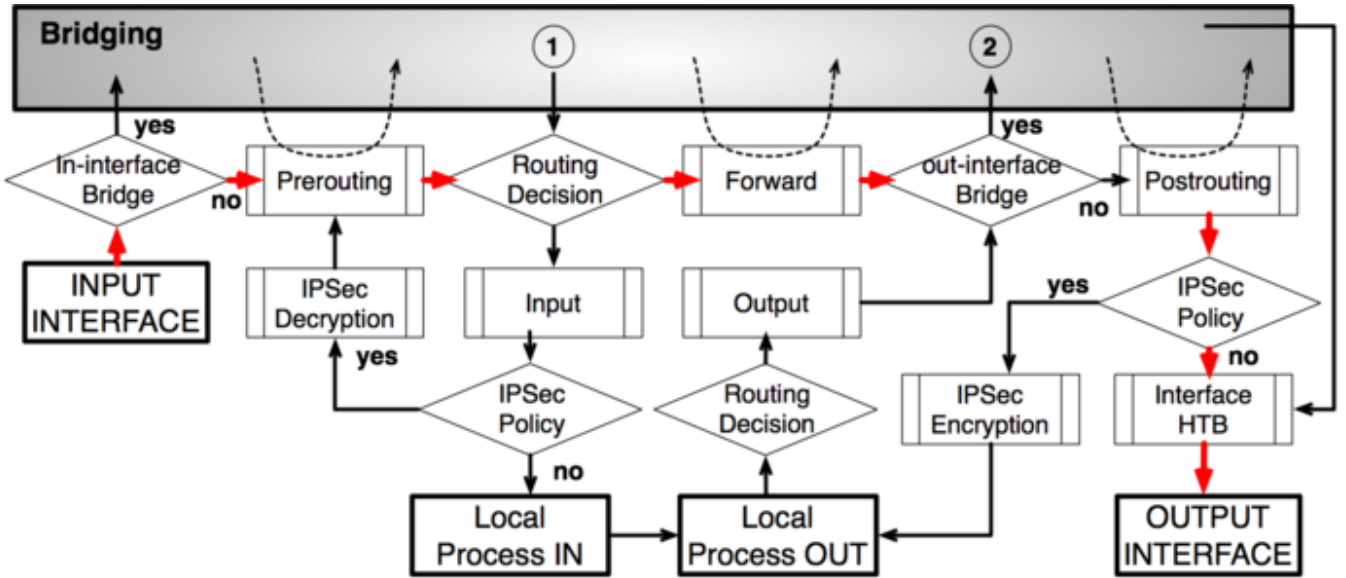 Bridging
1
2
yes
yes
In-interface
Bridge
no
Prerouting
Routing
Decision
Forward
out-interface
Bridge
no
Postrouting
INPUT
INTERFACE
IPSec
Decryption
yes
Input
Output
yes
IPSec
Policy
no
IPSec
Policy
no
Routing
Decision
IPSec
Encryption
Interface
HTB
Local
Process IN
Local
Process OUT
OUTPUT
INTERFACE